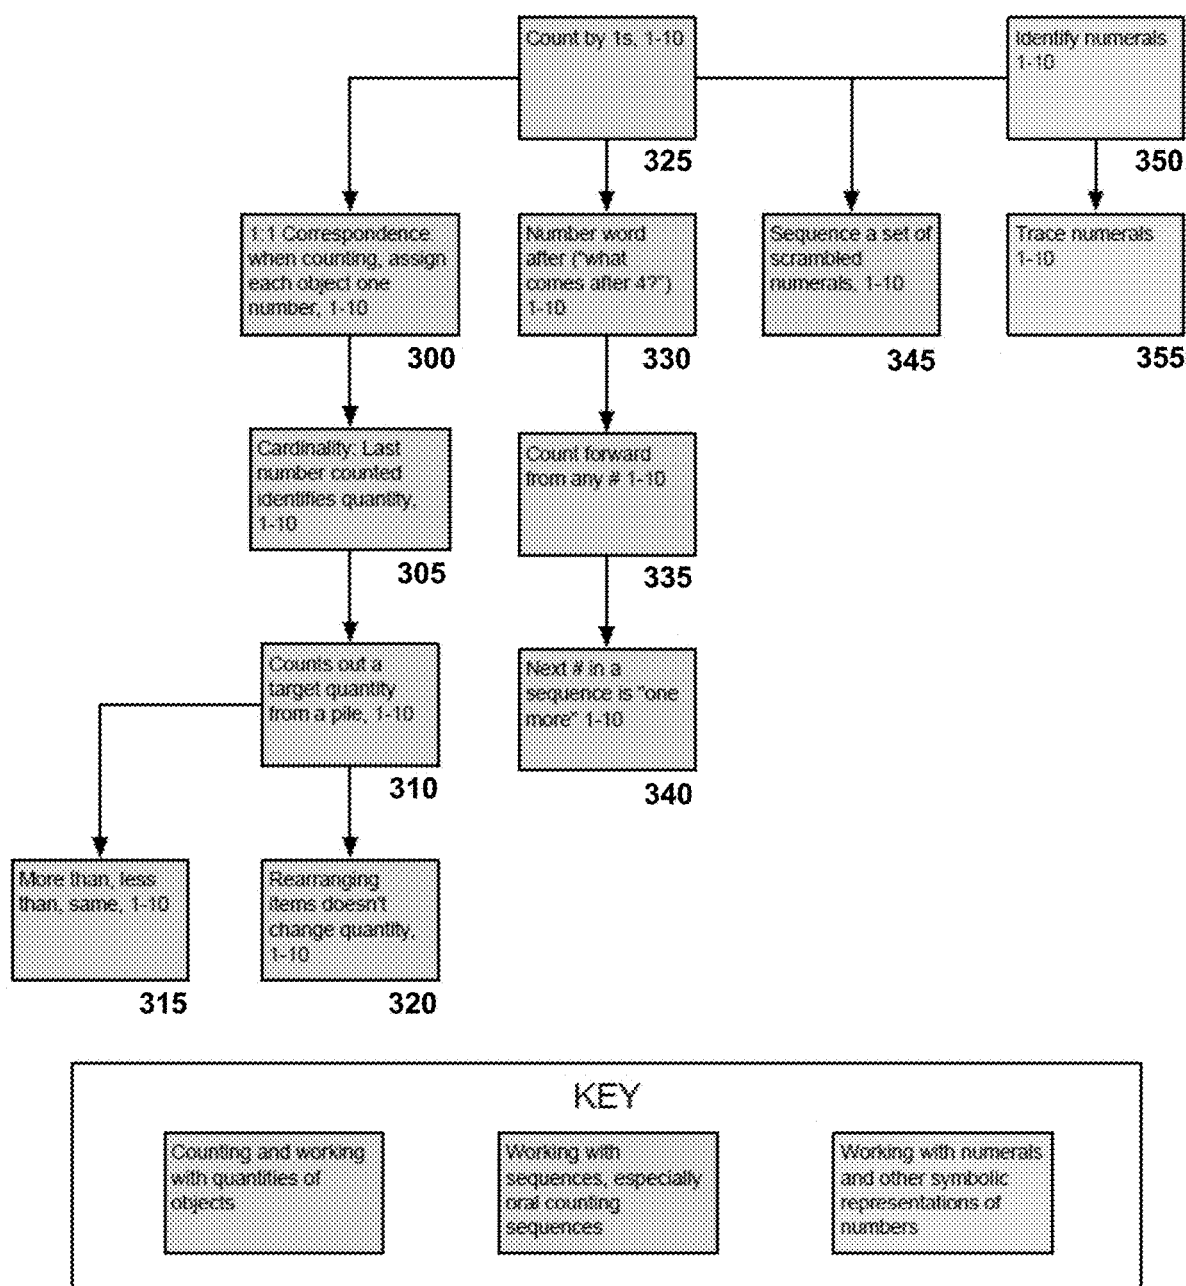 Count by 1s, 1-10
325
Identify numerals
1-10
350
1:1 Correspondence
when counting, assign
each object one
number, 1-10
300
Number word
after ("what
comes after 4?")
1-10
330
Sequence a set of
scrambled
numerals, 1-10
345
Trace numerals
1-10
355
Cardinality: Last
number counted
identifies quantity,
1-10
305
Count forward
from any # 1-10
335
Counts out a
target quantity
from a pile, 1-10
310
Next # in a
sequence is "one
more" 1-10
340
More than, less
than, same, 1-10
315
Rearranging
items doesn't
change quantity,
1-10
320
KEY
Counting and working
with quantities of
objects
Working with
sequences, especially
oral counting
sequences
Working with numerals
and other symbolic
representations of
numbers